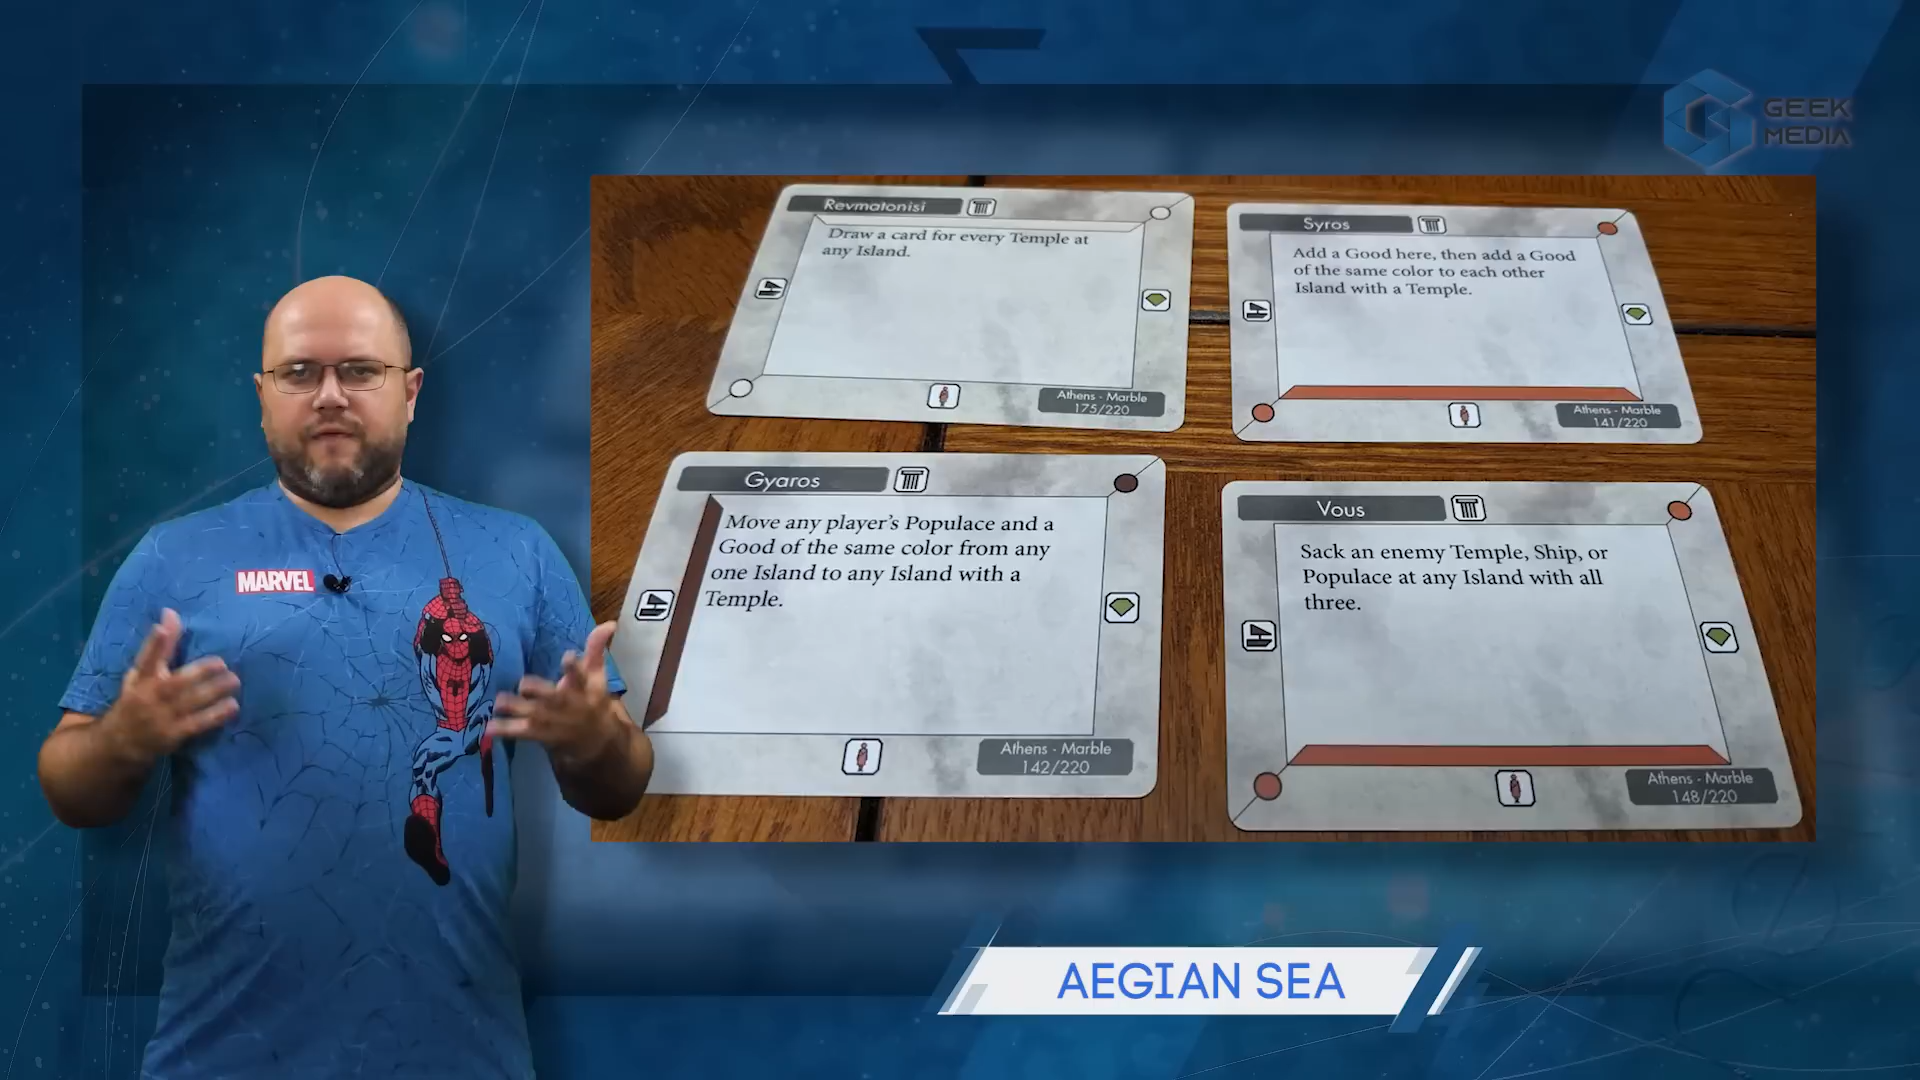 GEEK
MEDIA
Revmatonisi
Draw a card for every Temple at
any Island.
Athens - Marble
175/220
Syros
Add a Good here, then add a Good
of the same color to each other
Island with a Temple.
Athens - Marble
141/220
Gyaros
Move any player's Populace and a
Good of the same color from any
one Island to any Island with a
Temple.
Athens - Marble
142/220
Vous
Sack an enemy Temple, Ship, or
Populace at any Island with all
three.
Athens - Marble
148/220
MARVEL
AEGIAN SEA